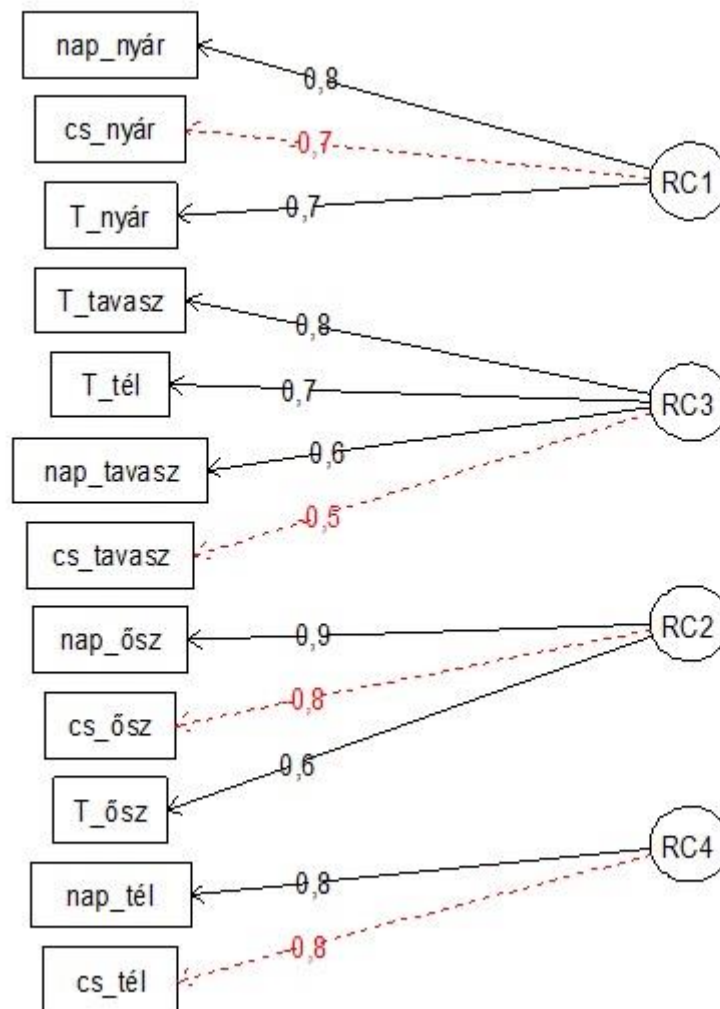 nap_nyár
0,8
cs_nyár
-0,7
RC1
T_nyár
0,7
T_tavasz
0,8
T_tél
0,7
RC3
nap_tavasz
0,6
cs_tavasz
-0,5
nap_ősz
0,9
RC2
cs_ősz
-0,8
T_ősz
0,6
nap_tél
0,8
RC4
cs_tél
-0,8